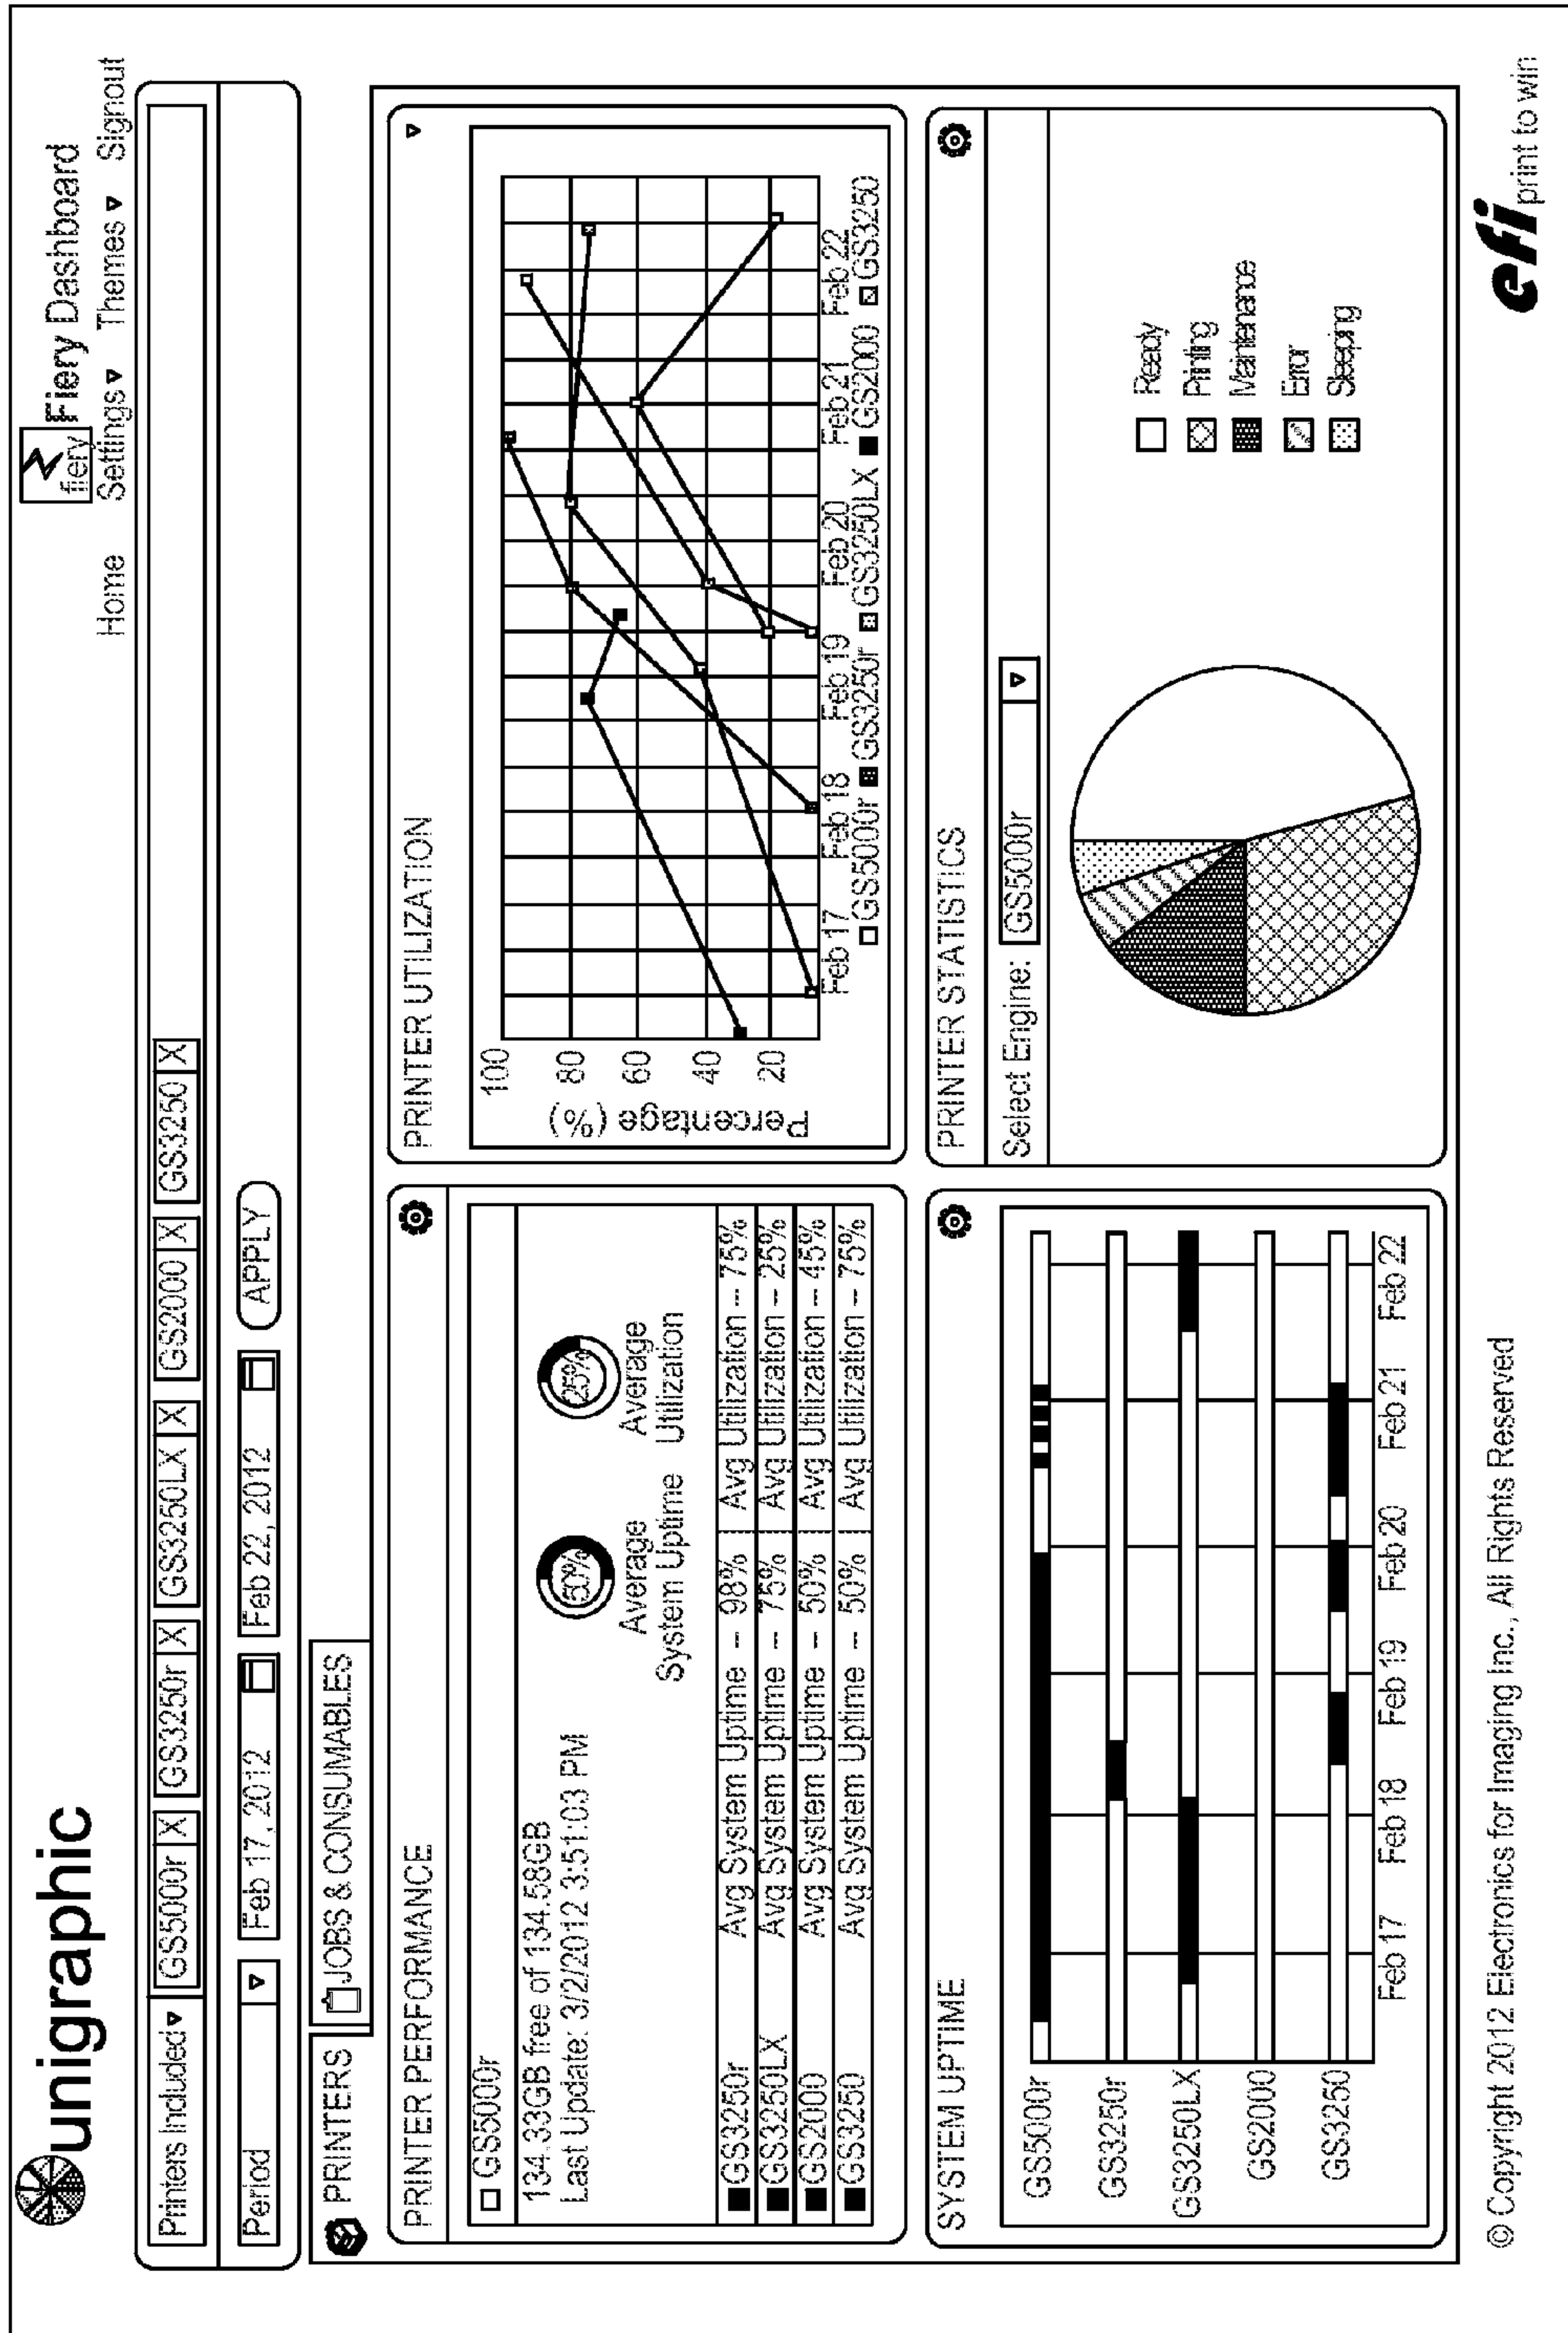 unigraphic
fiery Fiery Dashboard
Home Settings Themes Signout
Printers Included GS5000r X GS3250r X GS3250LX X GS2000 X GS3250 X
Period Feb 17, 2012 Feb 22, 2012 APPLY
PRINTERS JOBS & CONSUMABLES
PRINTER PERFORMANCE
GS5000r
134.33GB free of 134.58GB
Last Update: 3/2/2012 3:51:03 PM
50% 25%
Average System Uptime
Average Utilization
GS3250r Avg System Uptime -- 98% Avg Utilization -- 75%
GS3250LX Avg System Uptime -- 75% Avg Utilization -- 25%
GS2000 Avg System Uptime -- 50% Avg Utilization -- 45%
GS3250 Avg System Uptime -- 50% Avg Utilization -- 75%
PRINTER UTILIZATION
Percentage (%)
100
80
60
40
20
Feb 17 Feb 18 Feb 19 Feb 20 Feb 21 Feb 22
GS5000r GS3250r GS3250LX GS2000 GS3250
SYSTEM UPTIME
GS5000r
GS3250r
GS3250LX
GS2000
GS3250
Feb 17 Feb 18 Feb 19 Feb 20 Feb 21 Feb 22
PRINTER STATISTICS
Select Engine: GS5000r
Ready
Printing
Maintenance
Error
Sleeping
© Copyright 2012 Electronics for Imaging Inc., All Rights Reserved
efi print to win